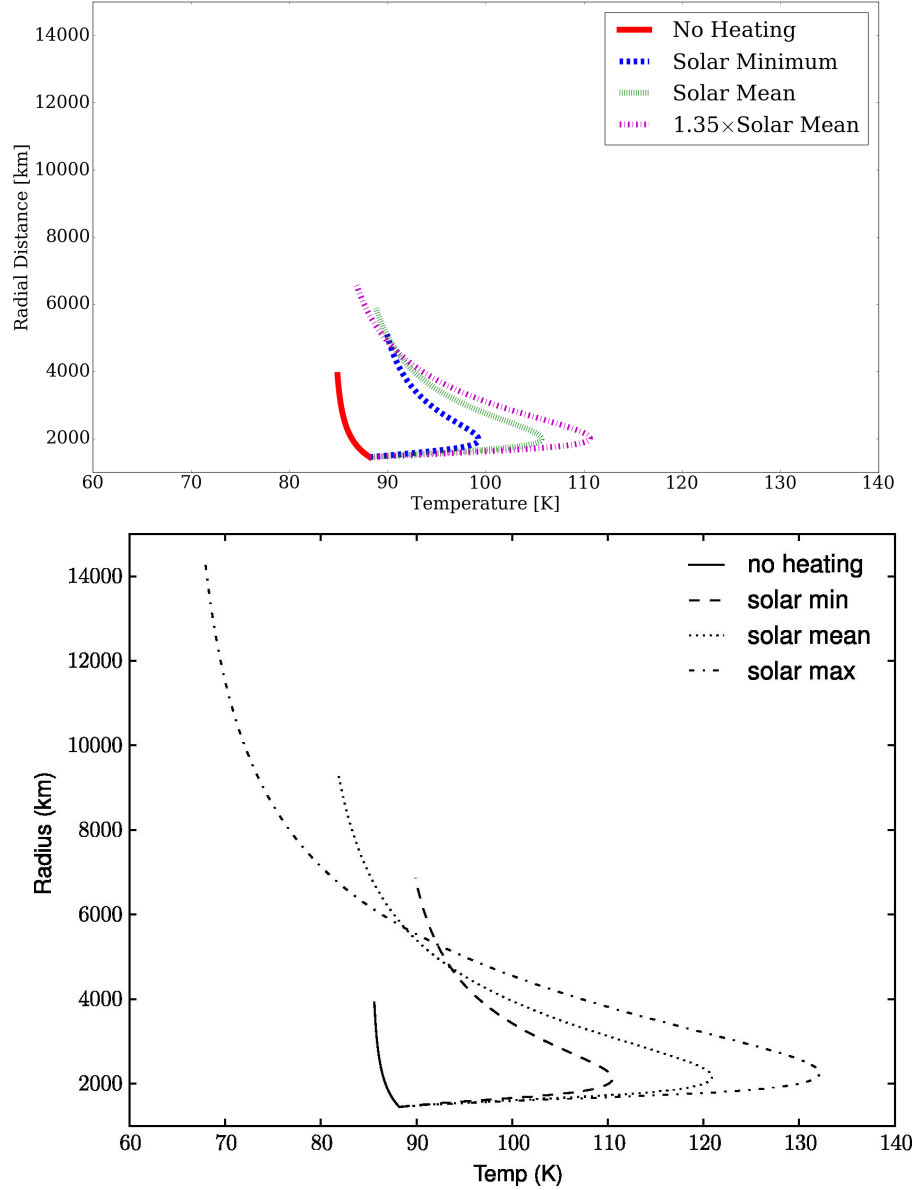 14000
12000
10000
8000
6000
4000
2000
Radial Distance [km]
60 70 80 90 100 110 120 130 140
Temperature [K]
No Heating
Solar Minimum
Solar Mean
1.35×Solar Mean
14000
12000
10000
8000
6000
4000
2000
Radius (km)
60 70 80 90 100 110 120 130 140
Temp (K)
no heating
solar min
solar mean
solar max